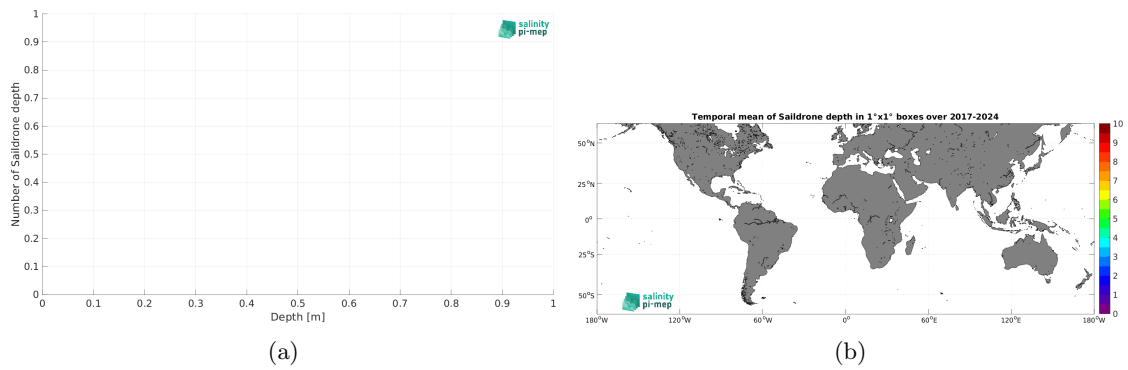 1
0.9
0.8
0.7
0.6
0.5
0.4
0.3
0.2
0.1
0
Number of Saildrone depth
0 0.1 0.2 0.3 0.4 0.5 0.6 0.7 0.8 0.9 1
Depth [m]
salinity
pi-mep
(a)
Temporal mean of Saildrone depth in 1°x1° boxes over 2017-2024
50°N
25°N
0°
25°S
50°S
180°W 120°W 60°W 0° 60°E 120°E 180°W
salinity
pi-mep
10
9
8
7
6
5
4
3
2
1
0
(b)